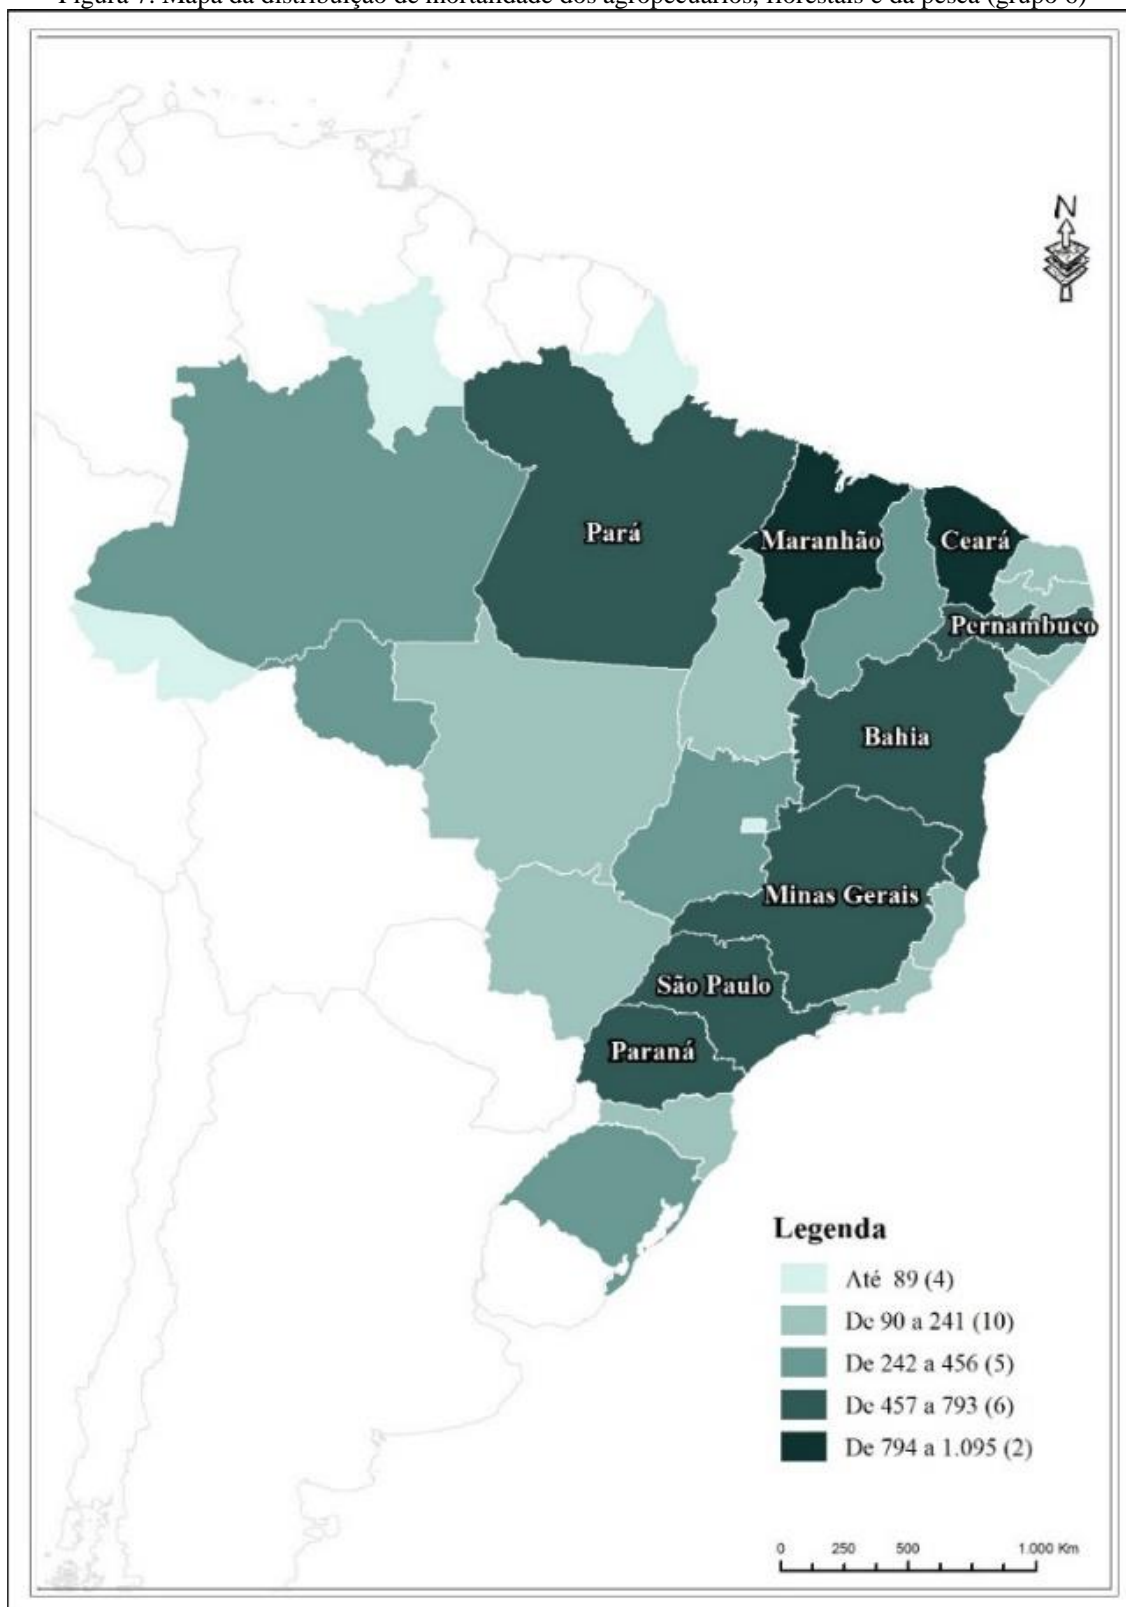 Figura 7. Mapa da distribuição de mortalidade dos agropecuários, florestais e da pesca (grupo 6)
N
Pará
Maranhão
Ceará
Pernambuco
Bahia
Minas Gerais
São Paulo
Paraná
Legenda
Até 89 (4)
De 90 a 241 (10)
De 242 a 456 (5)
De 457 a 793 (6)
De 794 a 1.095 (2)
0 250 500 1.000 Km